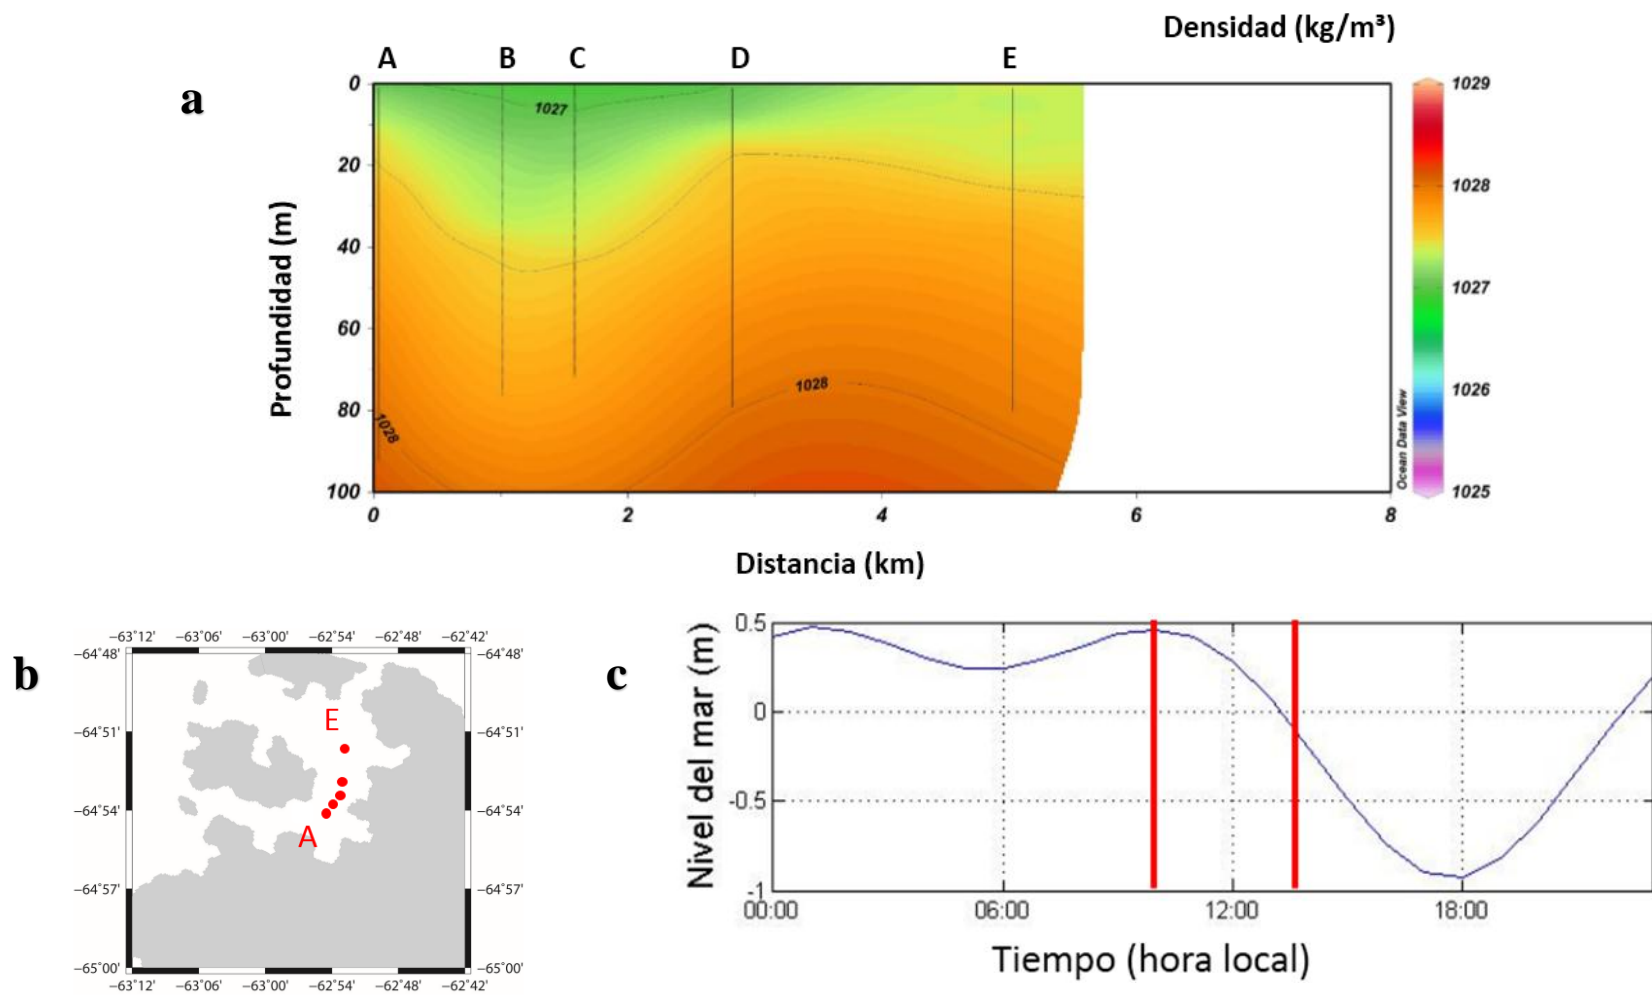 Densidad (kg/m³)
A B C D E
a
0
20
40
60
80
100
Profundidad (m)
1027
1028
1028
0 2 4 6 8
Distancia (km)
Ocean Data View
1029
1028
1027
1026
1025
b
−63˚12' −63˚06' −63˚00' −62˚54' −62˚48' −62˚42'
−64˚48' −64˚48'
−64˚51' −64˚51'
−64˚54' −64˚54'
−64˚57' −64˚57'
−65˚00' −65˚00'
−63˚12' −63˚06' −63˚00' −62˚54' −62˚48' −62˚42'
E
A
c
Nivel del mar (m)
0.5
0
-0.5
-1
00:00 06:00 12:00 18:00
Tiempo (hora local)